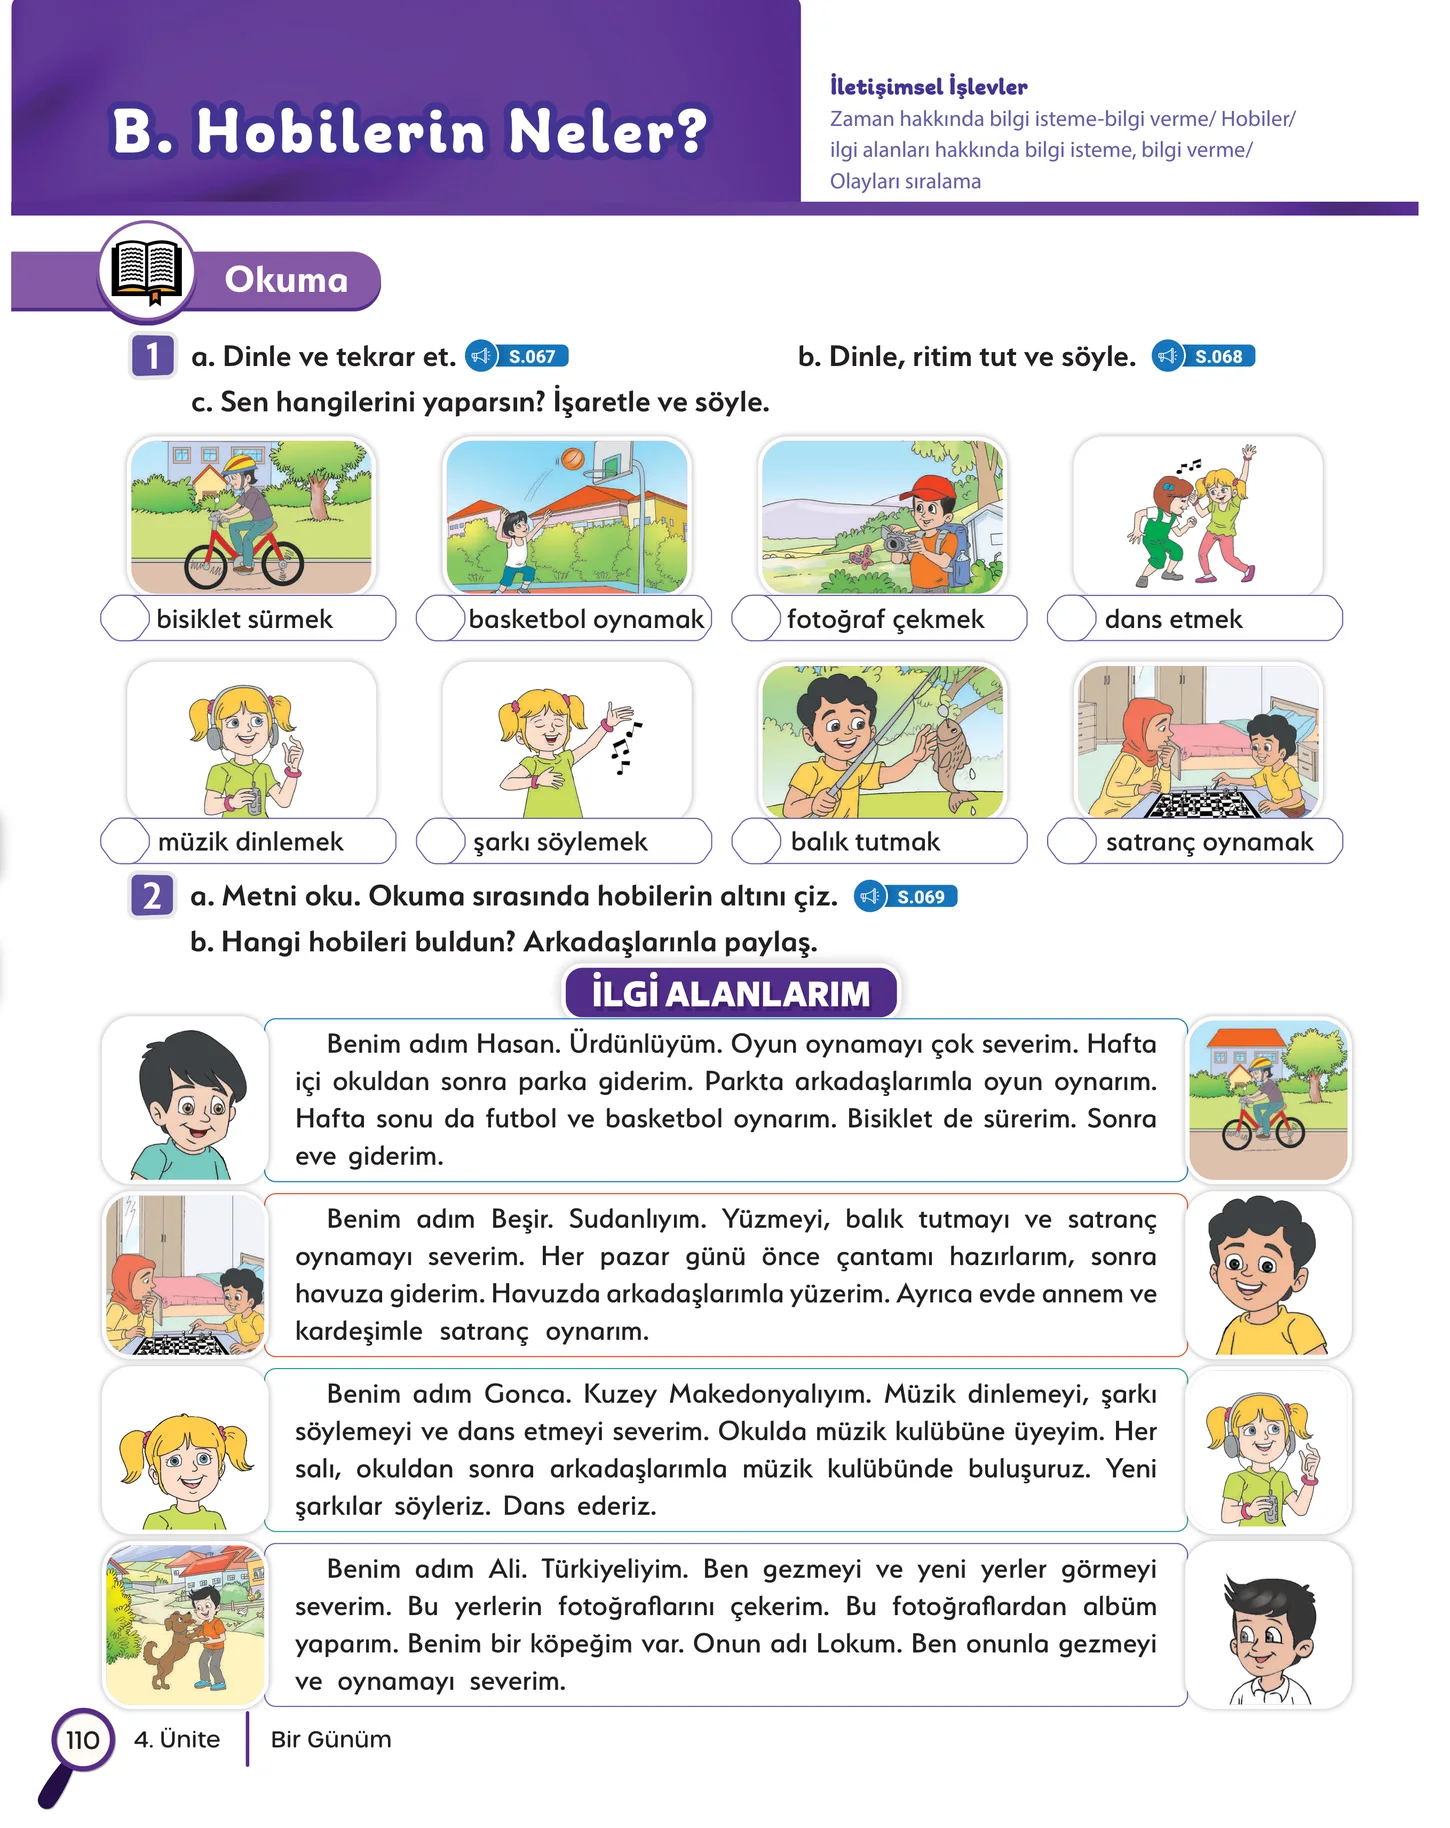 B. Hobilerin Neler?
İletişimsel İşlevler
Zaman hakkında bilgi isteme-bilgi verme/ Hobiler/
ilgi alanları hakkında bilgi isteme, bilgi verme/
Olayları sıralama
Okuma
1 a. Dinle ve tekrar et. S.067 b. Dinle, ritim tut ve söyle. S.068
c. Sen hangilerini yaparsın? İşaretle ve söyle.
bisiklet sürmek basketbol oynamak fotoğraf çekmek dans etmek
müzik dinlemek şarkı söylemek balık tutmak satranç oynamak
2 a. Metni oku. Okuma sırasında hobilerin altını çiz. S.069
b. Hangi hobileri buldun? Arkadaşlarınla paylaş.
İLGİ ALANLARIM
Benim adım Hasan. Ürdünlüyüm. Oyun oynamayı çok severim. Hafta
içi okuldan sonra parka giderim. Parkta arkadaşlarımla oyun oynarım.
Hafta sonu da futbol ve basketbol oynarım. Bisiklet de sürerim. Sonra
eve giderim.
Benim adım Beşir. Sudanlıyım. Yüzmeyi, balık tutmayı ve satranç
oynamayı severim. Her pazar günü önce çantamı hazırlarım, sonra
havuza giderim. Havuzda arkadaşlarımla yüzerim. Ayrıca evde annem ve
kardeşimle satranç oynarım.
Benim adım Gonca. Kuzey Makedonyalıyım. Müzik dinlemeyi, şarkı
söylemeyi ve dans etmeyi severim. Okulda müzik kulübüne üyeyim. Her
salı, okuldan sonra arkadaşlarımla müzik kulübünde buluşuruz. Yeni
şarkılar söyleriz. Dans ederiz.
Benim adım Ali. Türkiyeliyim. Ben gezmeyi ve yeni yerler görmeyi
severim. Bu yerlerin fotoğraflarını çekerim. Bu fotoğraflardan albüm
yaparım. Benim bir köpeğim var. Onun adı Lokum. Ben onunla gezmeyi
ve oynamayı severim.
110 4. Ünite Bir Günüm